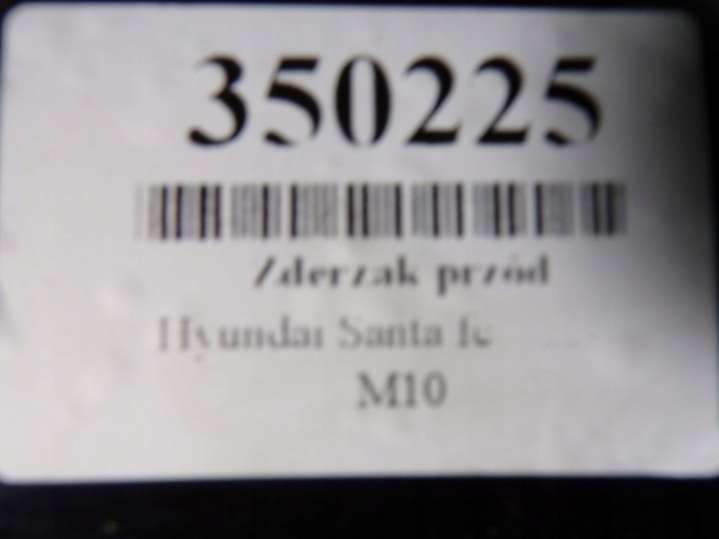 350225
Zderzak przód
Hyundai Santa fe
M10